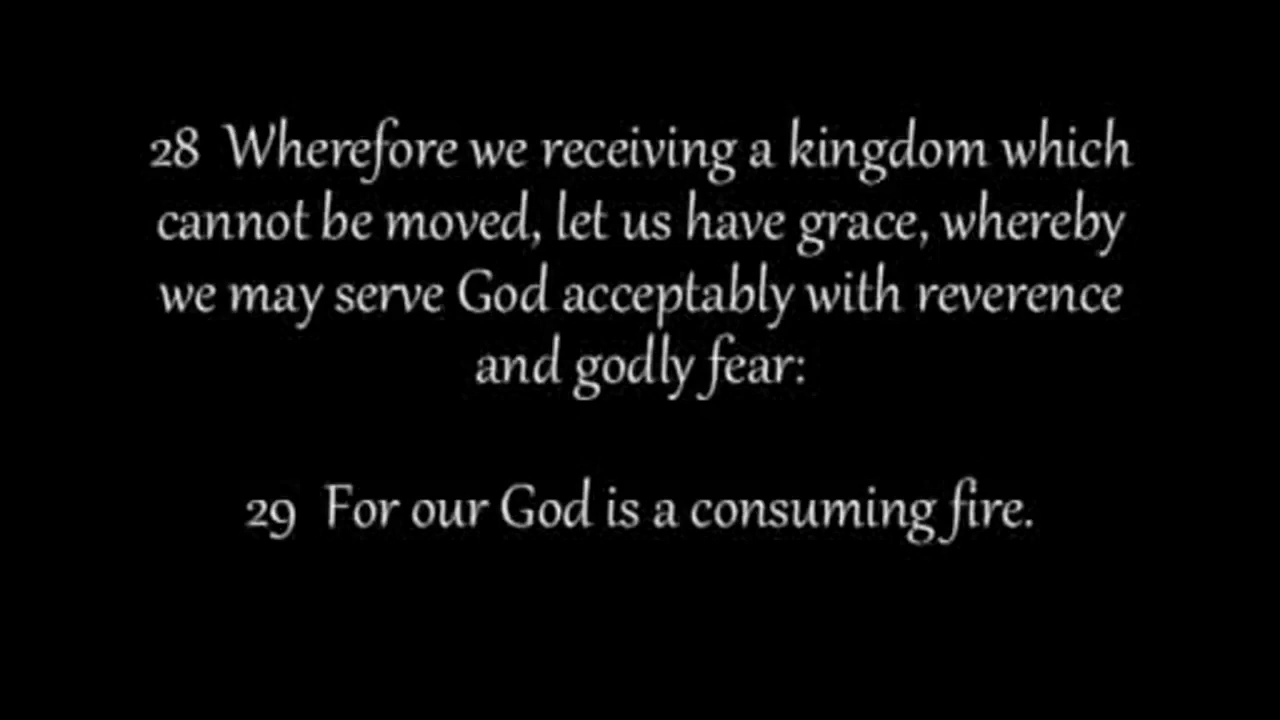 28 Wherefore we receiving a kingdom which
cannot be moved, let us have grace, whereby
we may serve God acceptably with reverence
and godly fear:
29 For our God is a consuming fire.